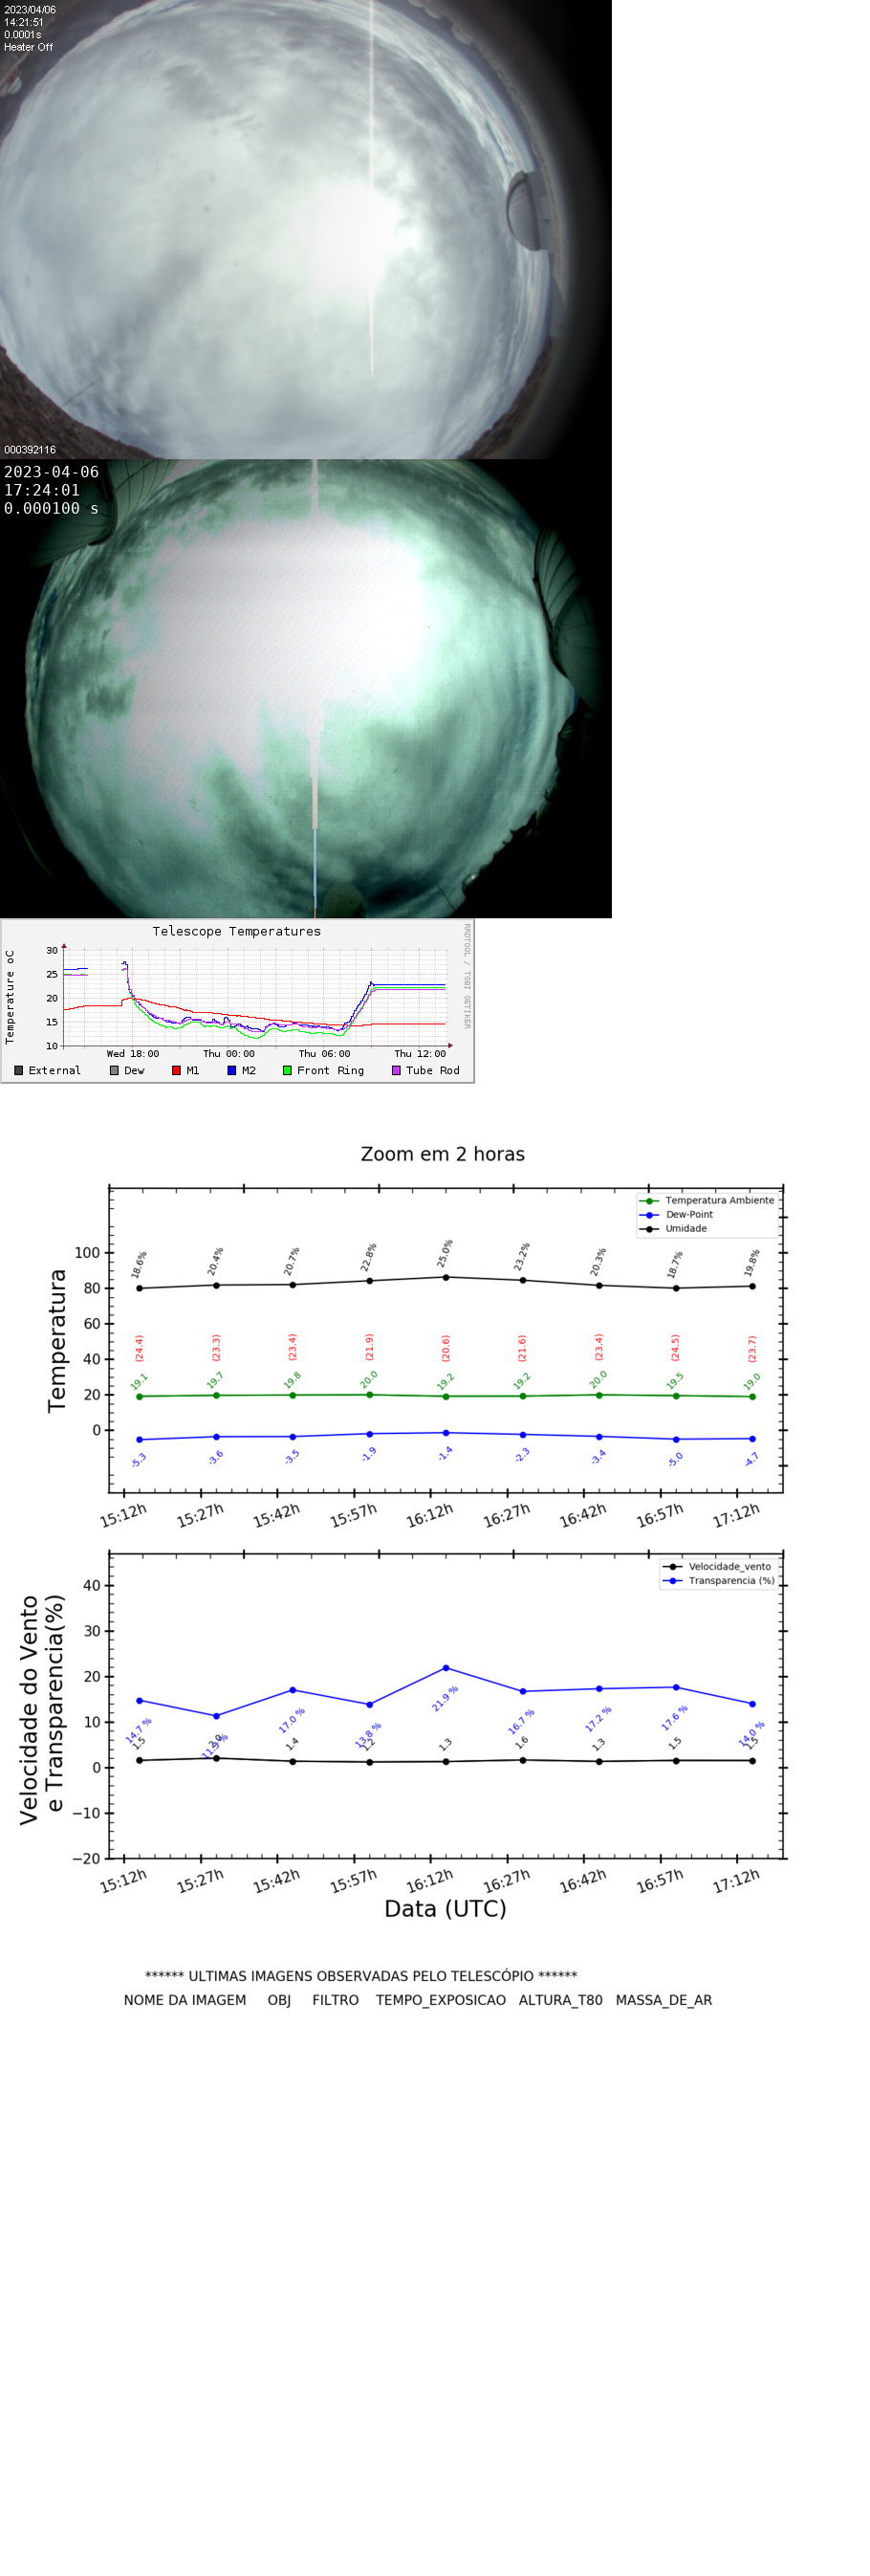 2023/04/06
14:21:51
0.0001s
Heater Off
000392116
2023-04-06
17:24:01
0.000100 s
Telescope Temperatures
RRDTOOL / TOBI OETIKER
Temperature oC
30
25
20
15
10
Wed 18:00 Thu 00:00 Thu 06:00 Thu 12:00
External Dew M1 M2 Front Ring Tube Rod
Zoom em 2 horas
Temperatura Ambiente
Dew-Point
Umidade
Temperatura
100
80
60
40
20
0
18.6% 20.4% 20.7% 22.8% 25.0% 23.2% 20.3% 18.7% 19.8%
(24.4) (23.3) (23.4) (21.9) (20.6) (21.6) (23.4) (24.5) (23.7)
19.1 19.7 19.8 20.0 19.2 19.2 20.0 19.5 19.0
-5.3 -3.6 -3.5 -1.9 -1.4 -2.3 -3.4 -5.0 -4.7
15:12h 15:27h 15:42h 15:57h 16:12h 16:27h 16:42h 16:57h 17:12h
Velocidade_vento
Transparencia (%)
Velocidade do Vento
e Transparencia(%)
40
30
20
10
0
−10
−20
14.7 % 17.0 % 13.8 % 21.9 % 16.7 % 17.2 % 17.6 % 14.0 %
1.5 2.0 1.4 1.2 1.3 1.6 1.3 1.5 1.5
15:12h 15:27h 15:42h 15:57h 16:12h 16:27h 16:42h 16:57h 17:12h
Data (UTC)
****** ULTIMAS IMAGENS OBSERVADAS PELO TELESCÓPIO ******
NOME DA IMAGEM OBJ FILTRO TEMPO_EXPOSICAO ALTURA_T80 MASSA_DE_AR